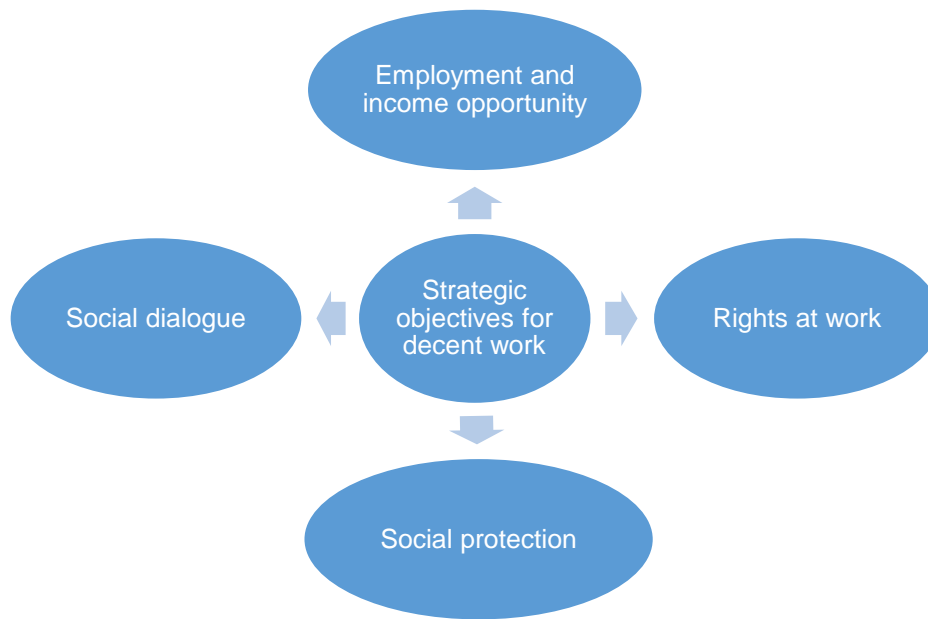 Employment and
income opportunity
Social dialogue
Strategic
objectives for
decent work
Rights at work
Social protection